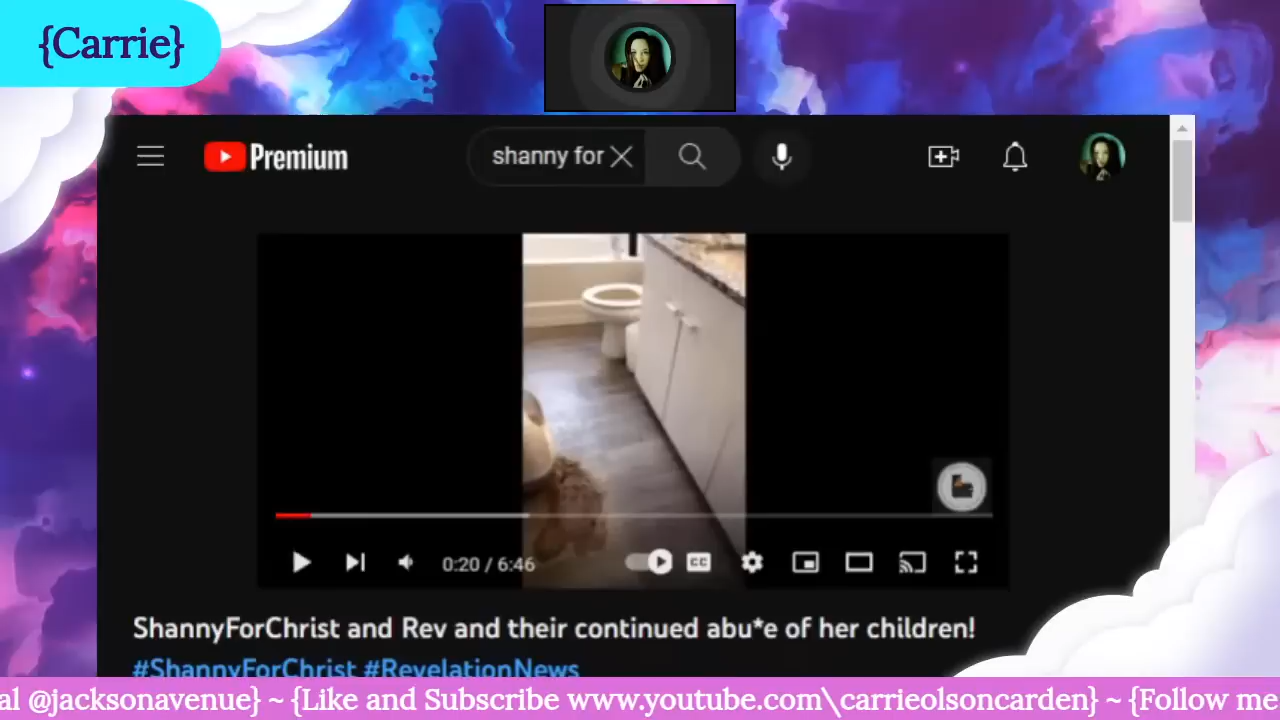 {Carrie}
Premium
shanny for
0:20 / 6:46
CC
ShannyForChrist and Rev and their continued abu*e of her children!
#ShannyForChrist #RevelationNews
al @jacksonavenue} ~ {Like and Subscribe www.youtube.com\carrieolsoncarden} ~ {Follow me